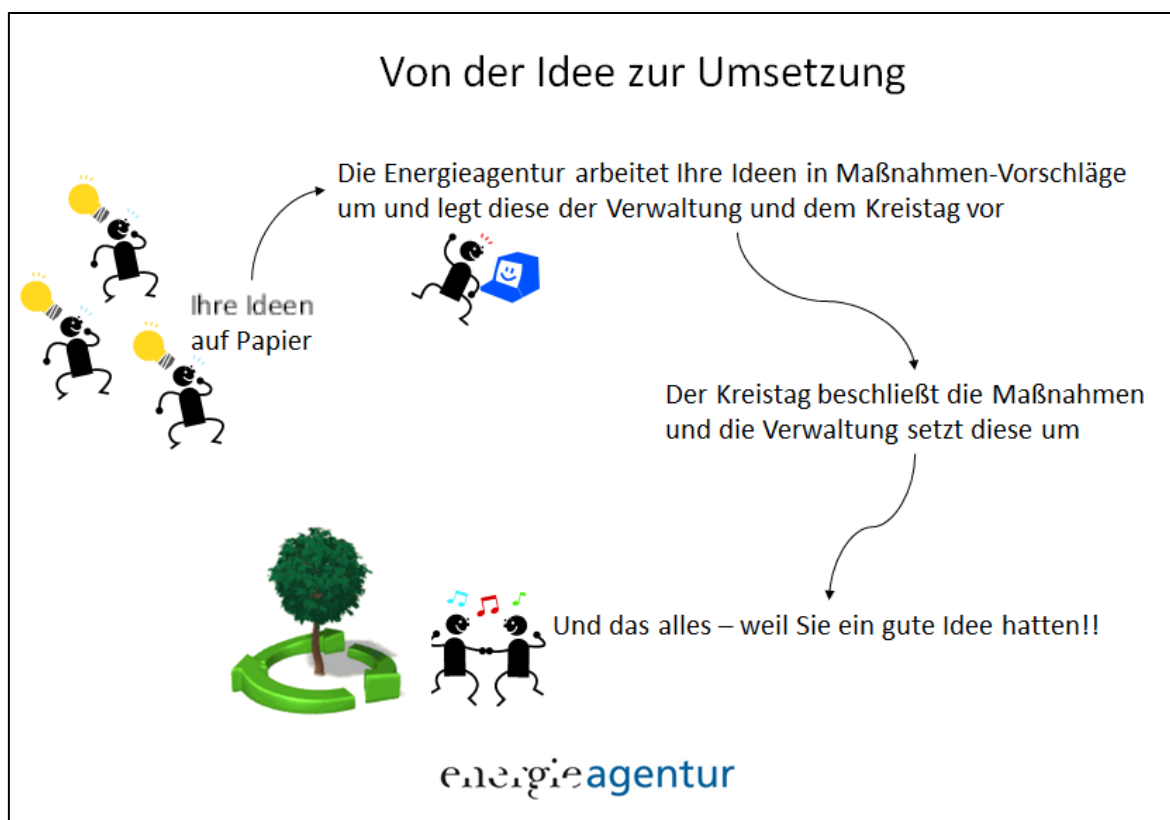 Von der Idee zur Umsetzung
Die Energieagentur arbeitet Ihre Ideen in Maßnahmen-Vorschläge
um und legt diese der Verwaltung und dem Kreistag vor
Ihre Ideen
auf Papier
Der Kreistag beschließt die Maßnahmen
und die Verwaltung setzt diese um
Und das alles – weil Sie ein gute Idee hatten!!
energieagentur